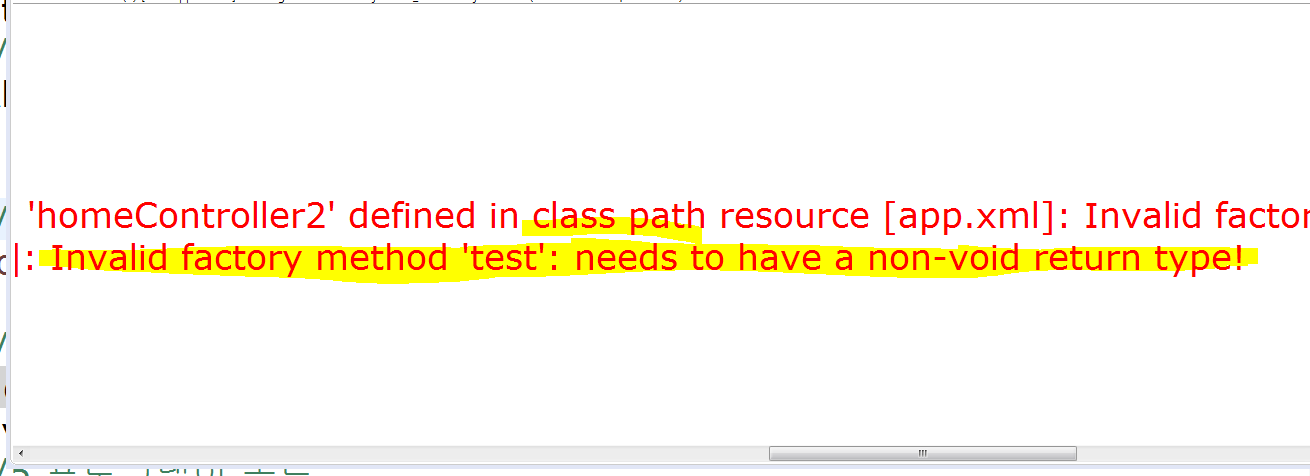 'homeController2' defined in class path resource [app.xml]: Invalid factor
: Invalid factory method 'test': needs to have a non-void return type!